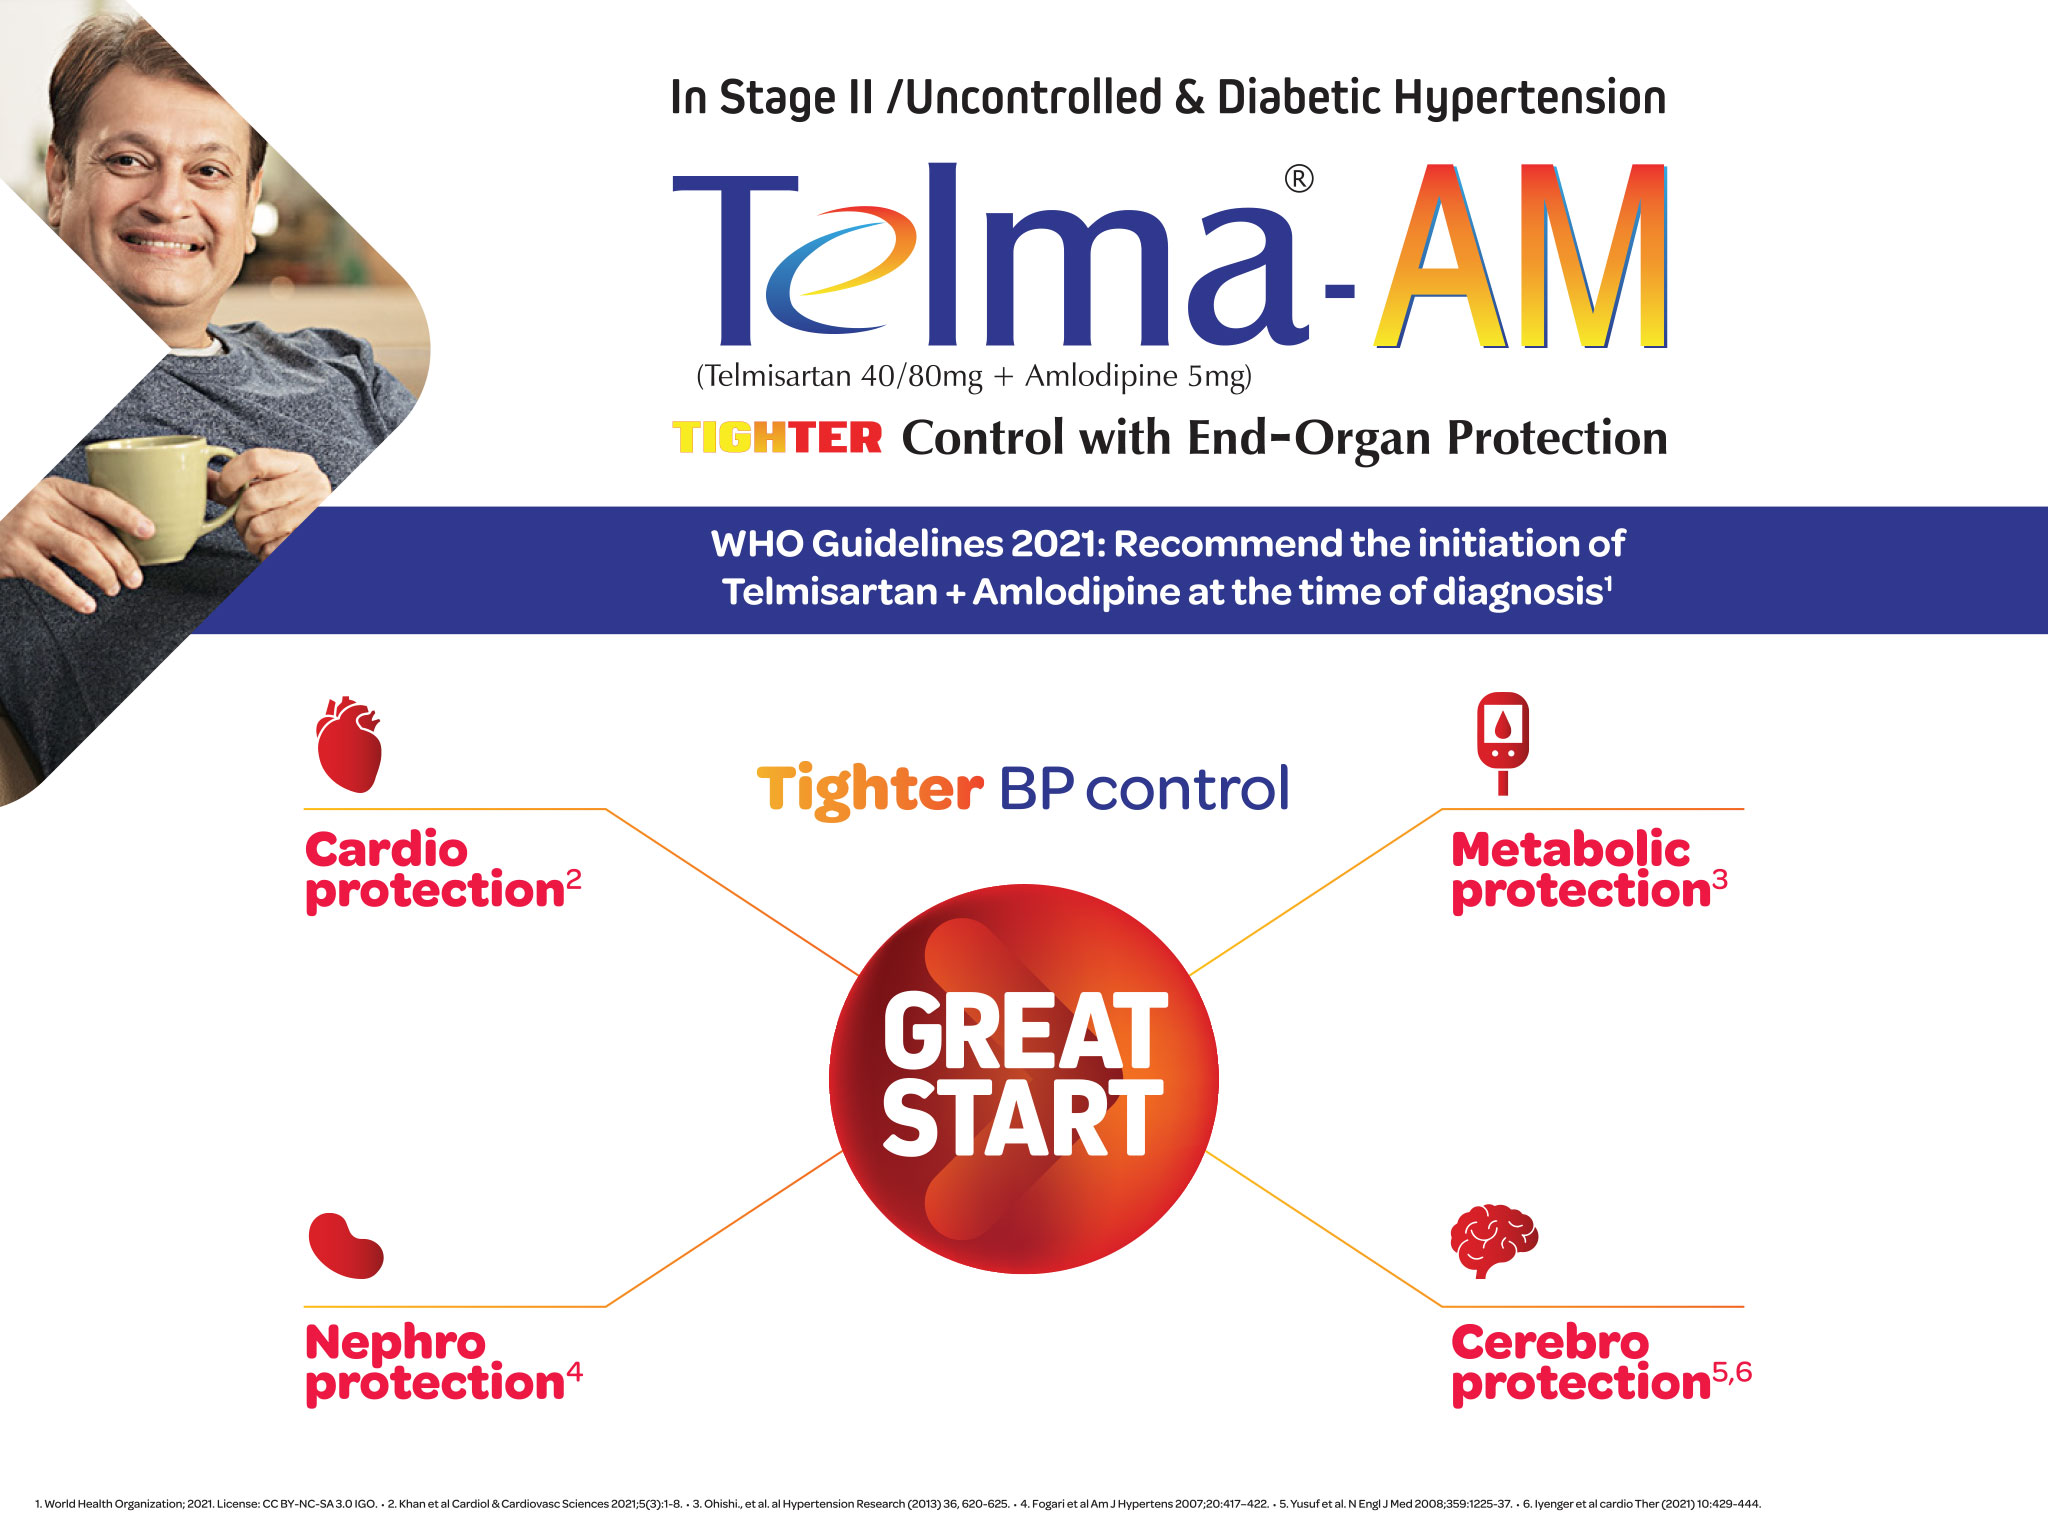 In Stage II /Uncontrolled & Diabetic Hypertension
Telma®-AM
(Telmisartan 40/80mg + Amlodipine 5mg)
TIGHTER Control with End-Organ Protection
WHO Guidelines 2021: Recommend the initiation of
Telmisartan + Amlodipine at the time of diagnosis1
Tighter BP control
Cardio
protection2
Metabolic
protection3
GREAT
START
Nephro
protection4
Cerebro
protection5,6
1. World Health Organization; 2021. License: CC BY-NC-SA 3.0 IGO. • 2. Khan et al Cardiol & Cardiovasc Sciences 2021;5(3):1-8. • 3. Ohishi., et al. al Hypertension Research (2013) 36, 620-625. • 4. Fogari et al Am J Hypertens 2007;20:417–422. • 5. Yusuf et al. N Engl J Med 2008;359:1225-37. • 6. Iyenger et al cardio Ther (2021) 10:429-444.